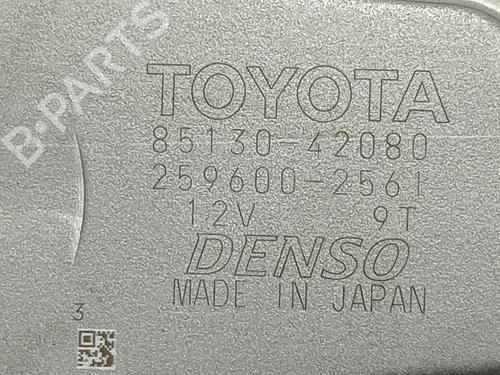 B-PARTS
TOYOTA
85130-42080
259600-2561
12V 9T
DENSO
MADE IN JAPAN
3